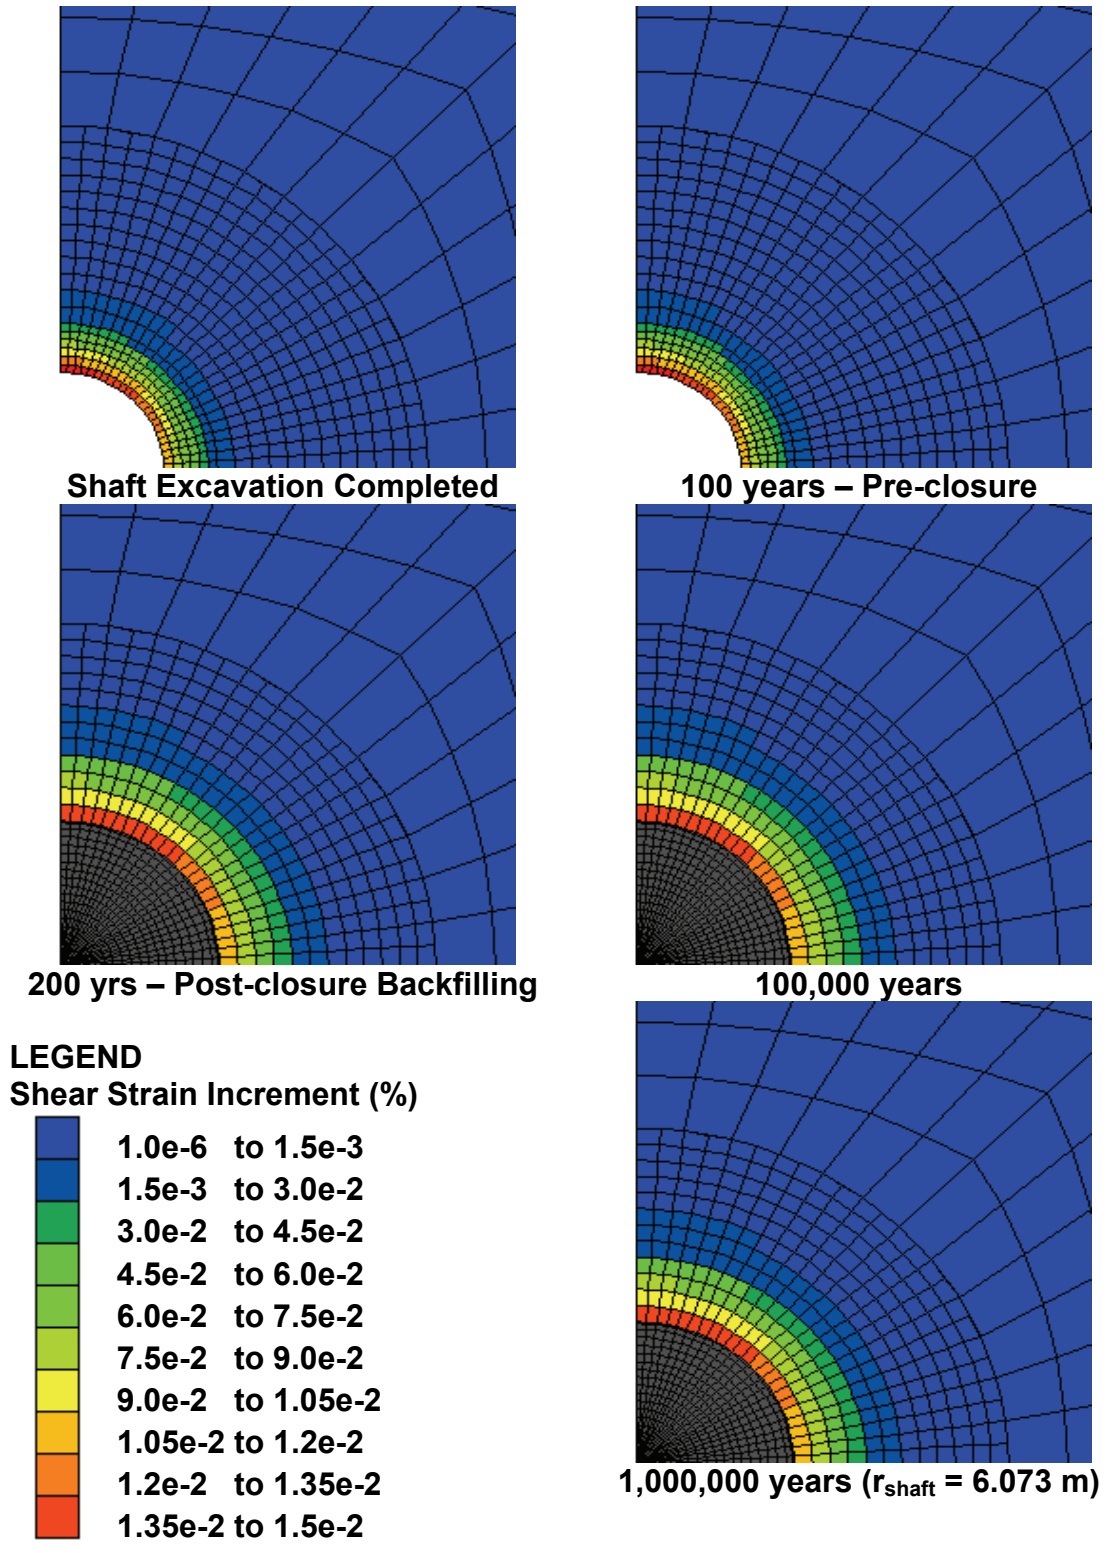 Shaft Excavation Completed
100 years – Pre-closure
200 yrs – Post-closure Backfilling
100,000 years
LEGEND
Shear Strain Increment (%)
1.0e-6 to 1.5e-3
1.5e-3 to 3.0e-2
3.0e-2 to 4.5e-2
4.5e-2 to 6.0e-2
6.0e-2 to 7.5e-2
7.5e-2 to 9.0e-2
9.0e-2 to 1.05e-2
1.05e-2 to 1.2e-2
1.2e-2 to 1.35e-2
1.35e-2 to 1.5e-2
1,000,000 years (rshaft = 6.073 m)